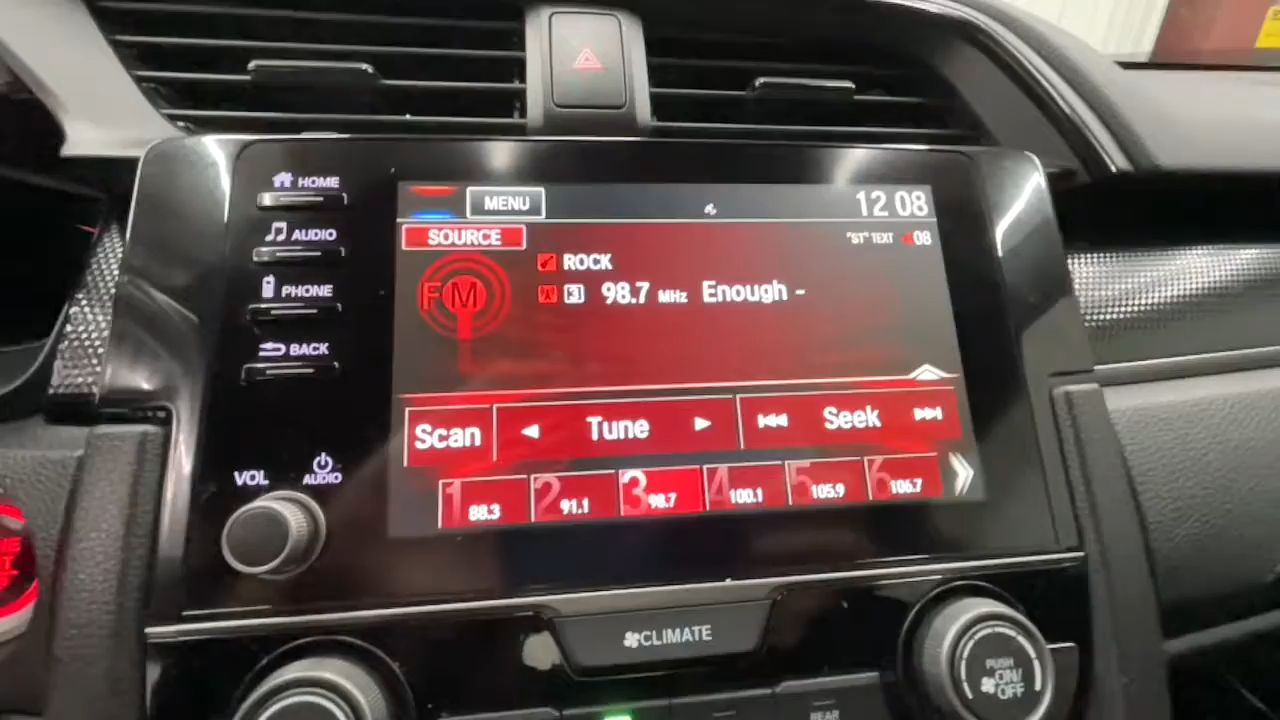 HOME
AUDIO
PHONE
BACK
VOL
AUDIO
MENU
12 08
SOURCE
"ST" TEXT 08
FM
ROCK
3 98.7 MHz Enough -
Scan Tune Seek
1 88.3 2 91.1 3 98.7 4 100.1 5 105.9 6 106.7
CLIMATE
PUSH
ON/
OFF
REAR